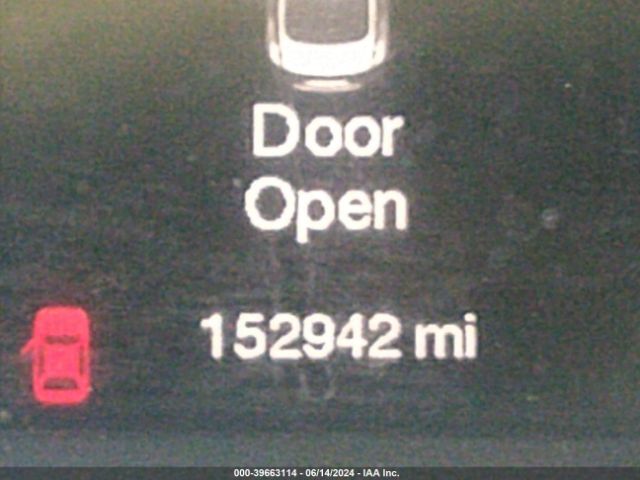 Door
Open
152942 mi
000-39663114 - 06/14/2024 - IAA Inc.